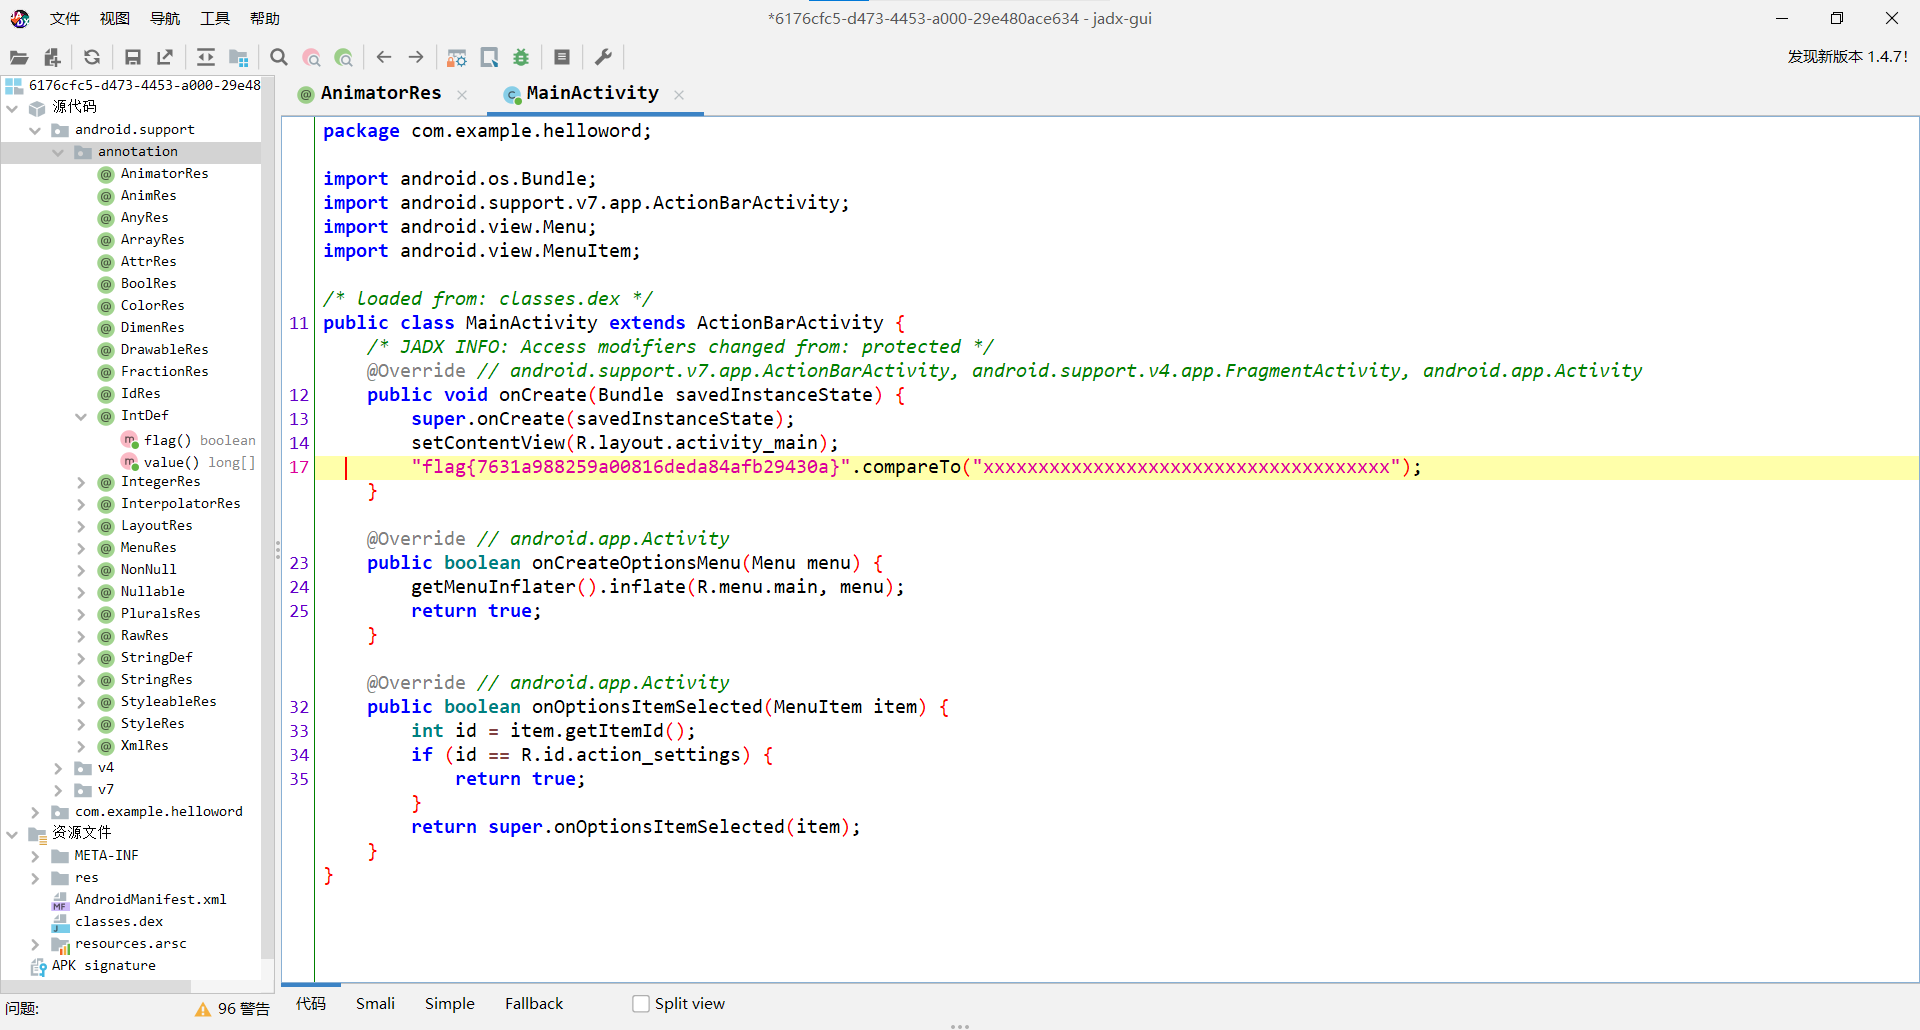 文件 视图 导航 工具 帮助
*6176cfc5-d473-4453-a000-29e480ace634 - jadx-gui
发现新版本 1.4.7!
6176cfc5-d473-4453-a000-29e48
源代码
android.support
annotation
AnimatorRes
AnimRes
AnyRes
ArrayRes
AttrRes
BoolRes
ColorRes
DimenRes
DrawableRes
FractionRes
IdRes
IntDef
flag() boolean
value() long[]
IntegerRes
InterpolatorRes
LayoutRes
MenuRes
NonNull
Nullable
PluralsRes
RawRes
StringDef
StringRes
StyleableRes
StyleRes
XmlRes
v4
v7
com.example.helloword
资源文件
META-INF
res
AndroidManifest.xml
classes.dex
resources.arsc
APK signature
问题: 96 警告
AnimatorRes MainActivity
package com.example.helloword;
import android.os.Bundle;
import android.support.v7.app.ActionBarActivity;
import android.view.Menu;
import android.view.MenuItem;
/* loaded from: classes.dex */
11 public class MainActivity extends ActionBarActivity {
/* JADX INFO: Access modifiers changed from: protected */
@Override // android.support.v7.app.ActionBarActivity, android.support.v4.app.FragmentActivity, android.app.Activity
12 public void onCreate(Bundle savedInstanceState) {
13 super.onCreate(savedInstanceState);
14 setContentView(R.layout.activity_main);
17 "flag{7631a988259a00816deda84afb29430a}".compareTo("xxxxxxxxxxxxxxxxxxxxxxxxxxxxxxxxxxxxx");
}
@Override // android.app.Activity
23 public boolean onCreateOptionsMenu(Menu menu) {
24 getMenuInflater().inflate(R.menu.main, menu);
25 return true;
}
@Override // android.app.Activity
32 public boolean onOptionsItemSelected(MenuItem item) {
33 int id = item.getItemId();
34 if (id == R.id.action_settings) {
35 return true;
}
return super.onOptionsItemSelected(item);
}
}
代码 Smali Simple Fallback Split view